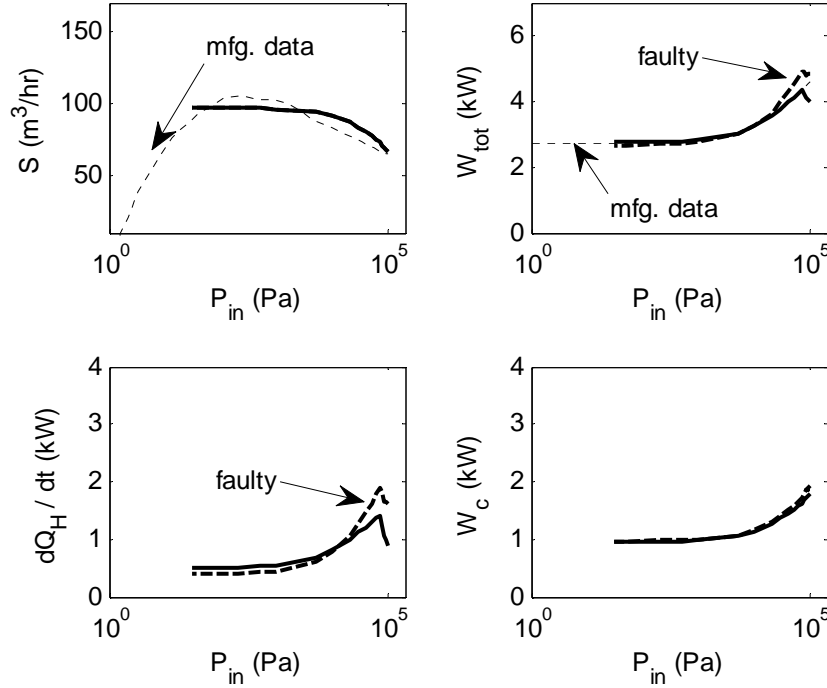 150
100
50
S (m³/hr)
mfg. data
10⁰
10⁵
P_in (Pa)
6
4
2
0
W_tot (kW)
faulty
mfg. data
10⁰
10⁵
P_in (Pa)
4
3
2
1
0
dQ_H / dt (kW)
faulty
10⁰
10⁵
P_in (Pa)
4
3
2
1
0
W_c (kW)
10⁰
10⁵
P_in (Pa)